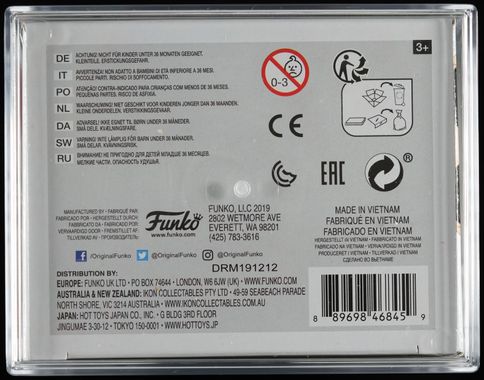 DE
ACHTUNG! NICHT FÜR KINDER UNTER 36 MONATEN GEEIGNET.
KLEINTEILE. ERSTICKUNGSGEFAHR.
IT
AVVERTENZA! NON ADATTO A BAMBINI DI ETÀ INFERIORE A 36 MESI.
PICCOLE PARTI. RISCHIO DI SOFFOCAMENTO.
PO
ATENÇÃO! CONTRA-INDICADO PARA CRIANÇAS COM MENOS DE 36 MESES.
PEQUENAS PARTES. RISCO DE ASFIXIA.
NL
WAARSCHUWING! NIET GESCHIKT VOOR KINDEREN JONGER DAN 36 MAANDEN.
KLEINE ONDERDELEN. VERSTIKKINGSGEVAAR.
DA
ADVARSEL! IKKE EGNET TIL BØRN UNDER 36 MÅNEDER.
SMÅ DELE. KVÆLNINGSFARE.
SW
VARNING! INTE LÄMPLIG FÖR BARN UNDER 36 MÅNADER.
SMÅ DELAR. KVÄVNINGSRISK.
RU
ВНИМАНИЕ! НЕ ПРИГОДНО ДЛЯ ДЕТЕЙ МЛАДШЕ 36 МЕСЯЦЕВ.
МЕЛКИЕ ЧАСТИ. ОПАСНОСТЬ УДУШЬЯ.
0-3
3+
CE
EAC
MANUFACTURED BY • FABRIQUÉ PAR
FABRICADO POR • HERGESTELLT DURCH
FABRICADO POR • PRODOTTO DA
VERVAARDIGD DOOR • FREMSTILLET AF
TILLVERKAD AV • ПРОИЗВОДИТЕЛЬ
Funko
www.funko.com
FUNKO, LLC 2019
2802 WETMORE AVE
EVERETT, WA 98201
(425) 783-3616
/OriginalFunko
@OriginalFunko
@OriginalFunko
DRM191212
MADE IN VIETNAM
FABRIQUÉ EN VIETNAM
FABRICADO EN VIETNAM
HERGESTELLT IN VIETNAM • FABRICADO NO VIETNAM
PRODOTTO IN VIETNAM • VERVAARDIGD IN VIETNAM
PRODUCERET I VIETNAM • TILLVERKAD I VIETNAM
СДЕЛАНО ВО ВЬЕТНАМЕ
DISTRIBUTION BY:
EUROPE: FUNKO UK LTD • PO BOX 74644 • LONDON, W6 6JW (UK) • WWW.FUNKO.COM
AUSTRALIA & NEW ZEALAND: IKON COLLECTABLES PTY LTD • 49-59 SEABEACH PARADE
NORTH SHORE, VIC 3214 AUSTRALIA • WWW.IKONCOLLECTABLES.COM.AU
JAPAN: HOT TOYS JAPAN CO., INC. • G BLDG 3RD FLOOR
JINGUMAE 3-30-12 • TOKYO 150-0001 • WWW.HOTTOYS.JP
8 89698 46845 9